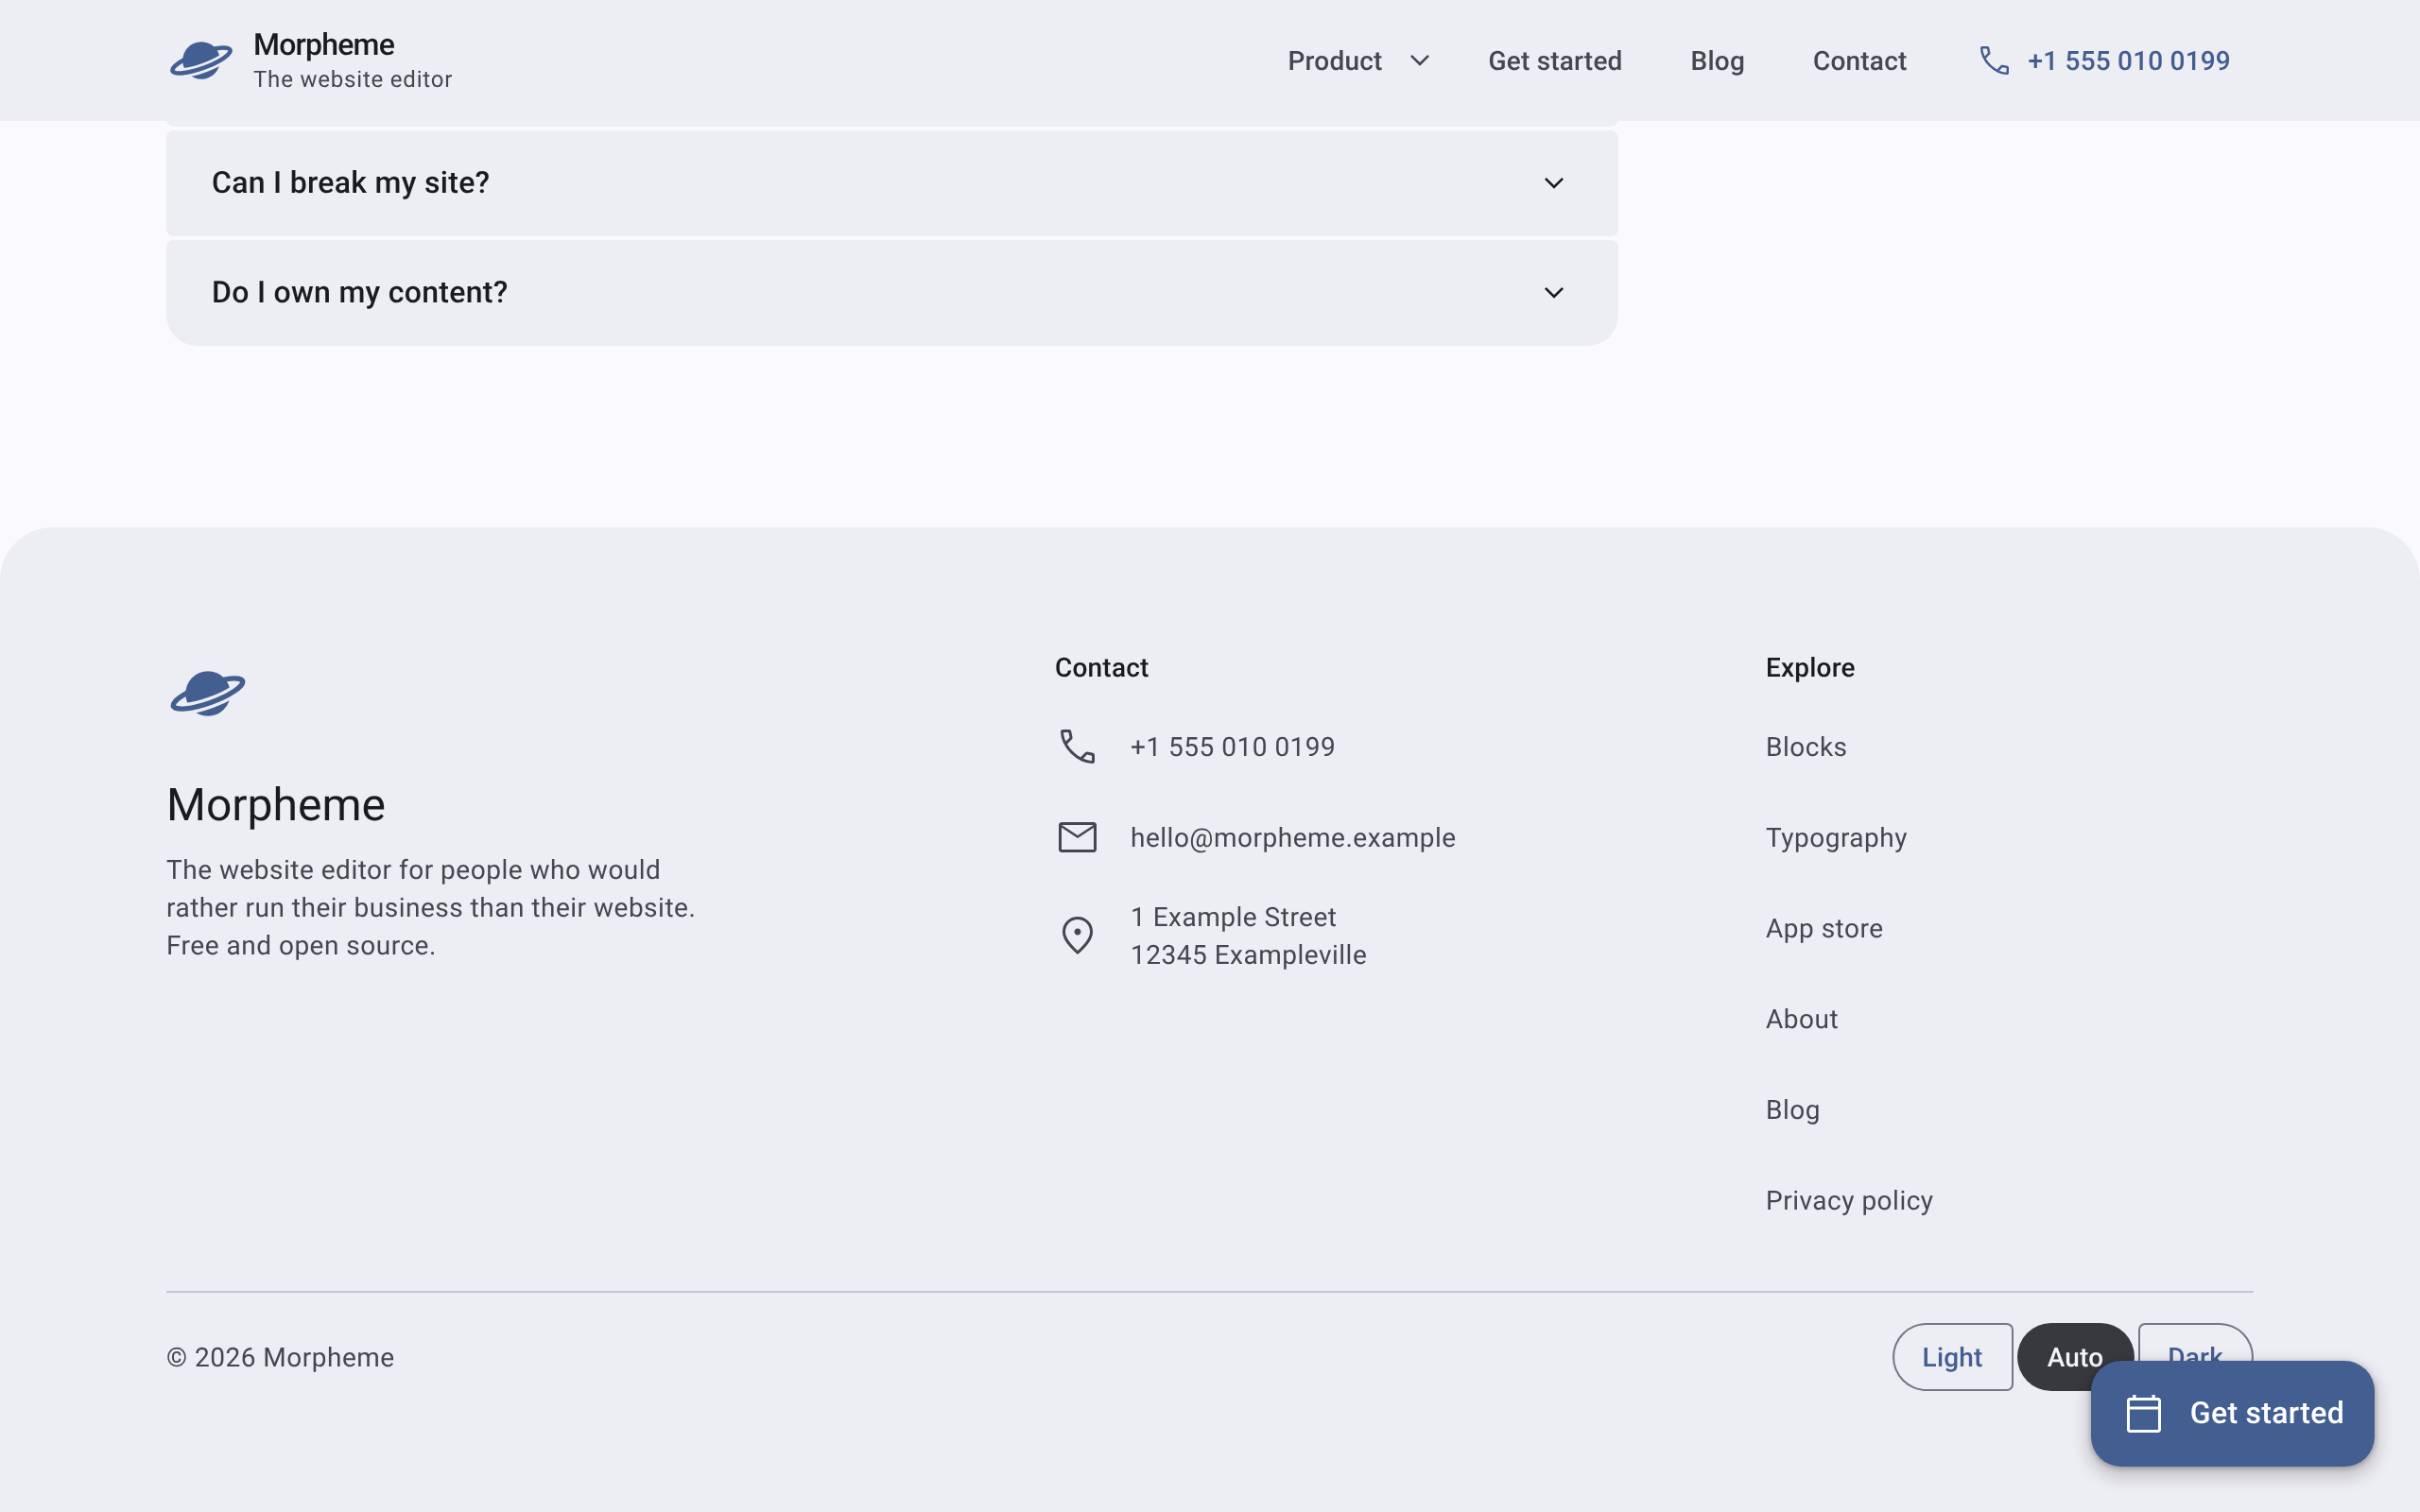 Morpheme
The website editor
Product
Get started
Blog
Contact
+1 555 010 0199
Can I break my site?
Do I own my content?
Morpheme
The website editor for people who would
rather run their business than their website.
Free and open source.
Contact
+1 555 010 0199
hello@morpheme.example
1 Example Street
12345 Exampleville
Explore
Blocks
Typography
App store
About
Blog
Privacy policy
© 2026 Morpheme
Light
Auto
Dark
Get started